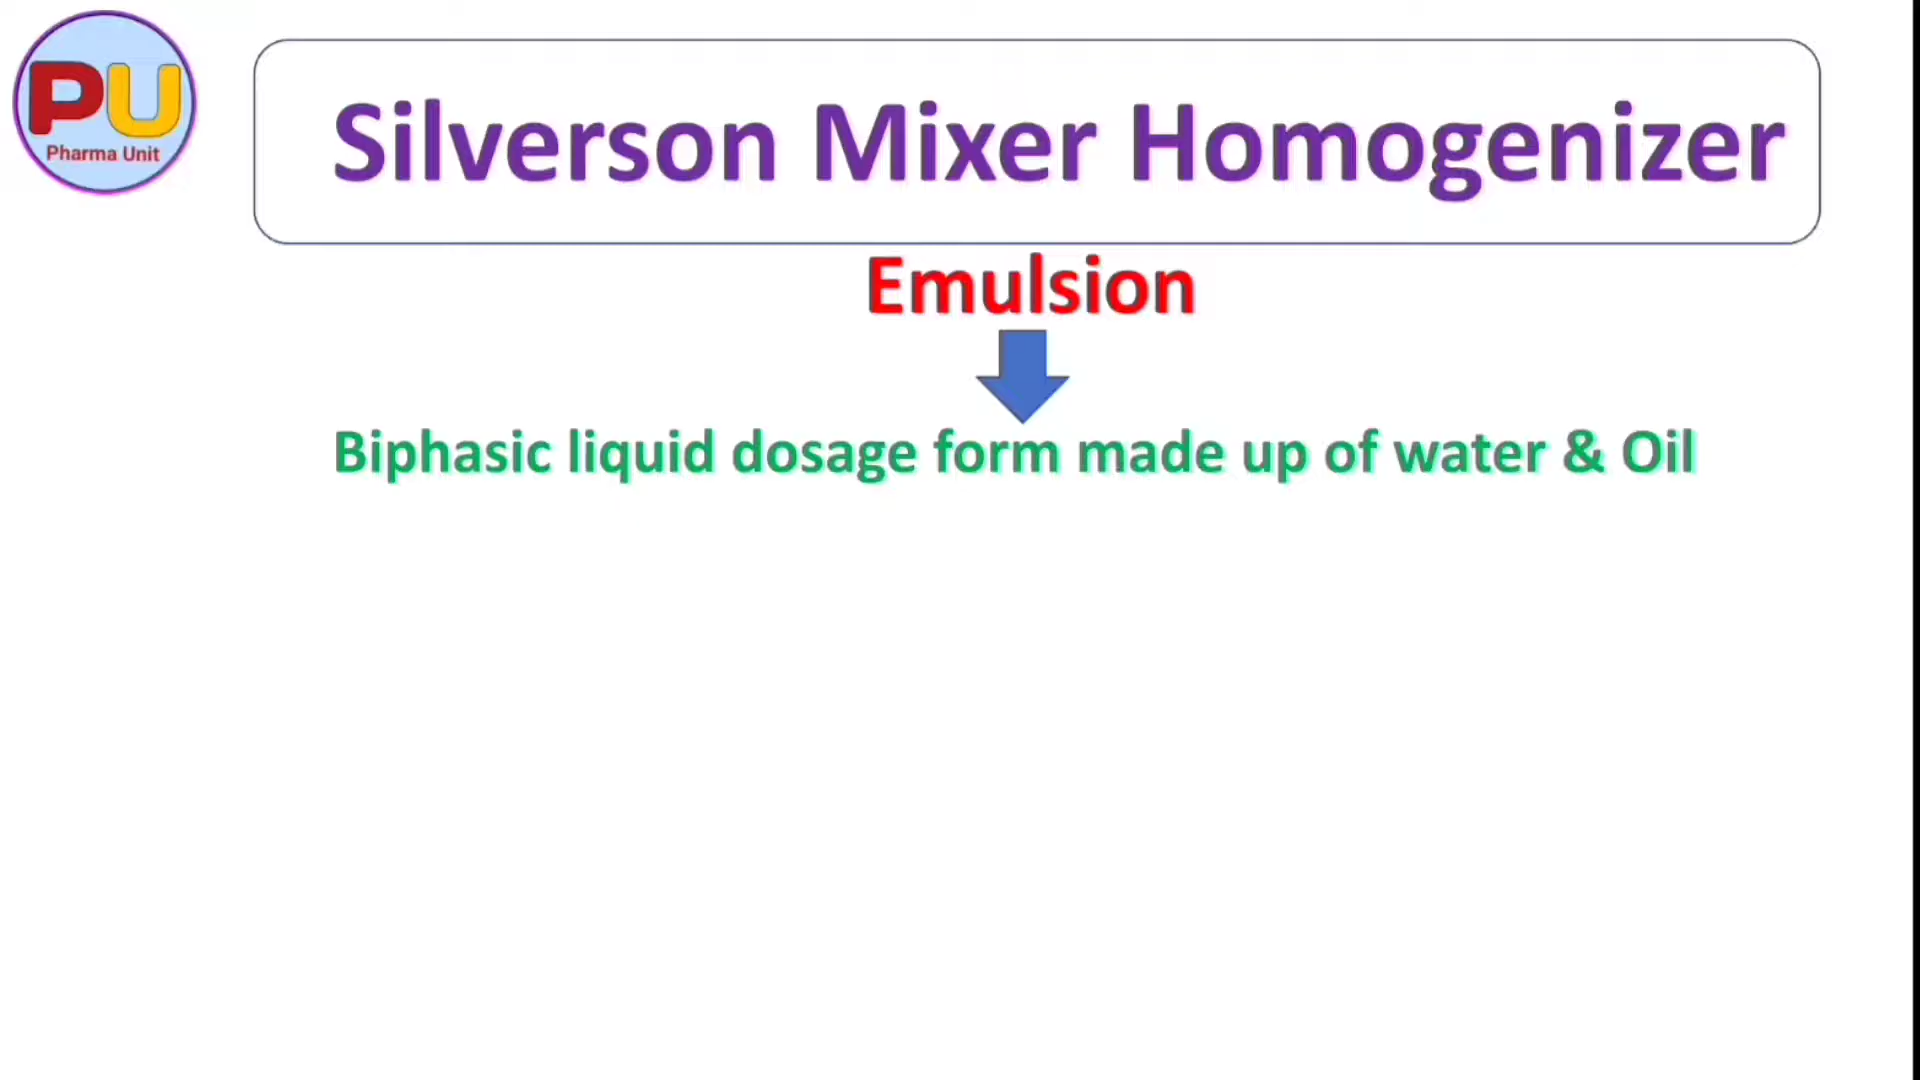 PU
Pharma Unit
Silverson Mixer Homogenizer
Emulsion
Biphasic liquid dosage form made up of water & Oil